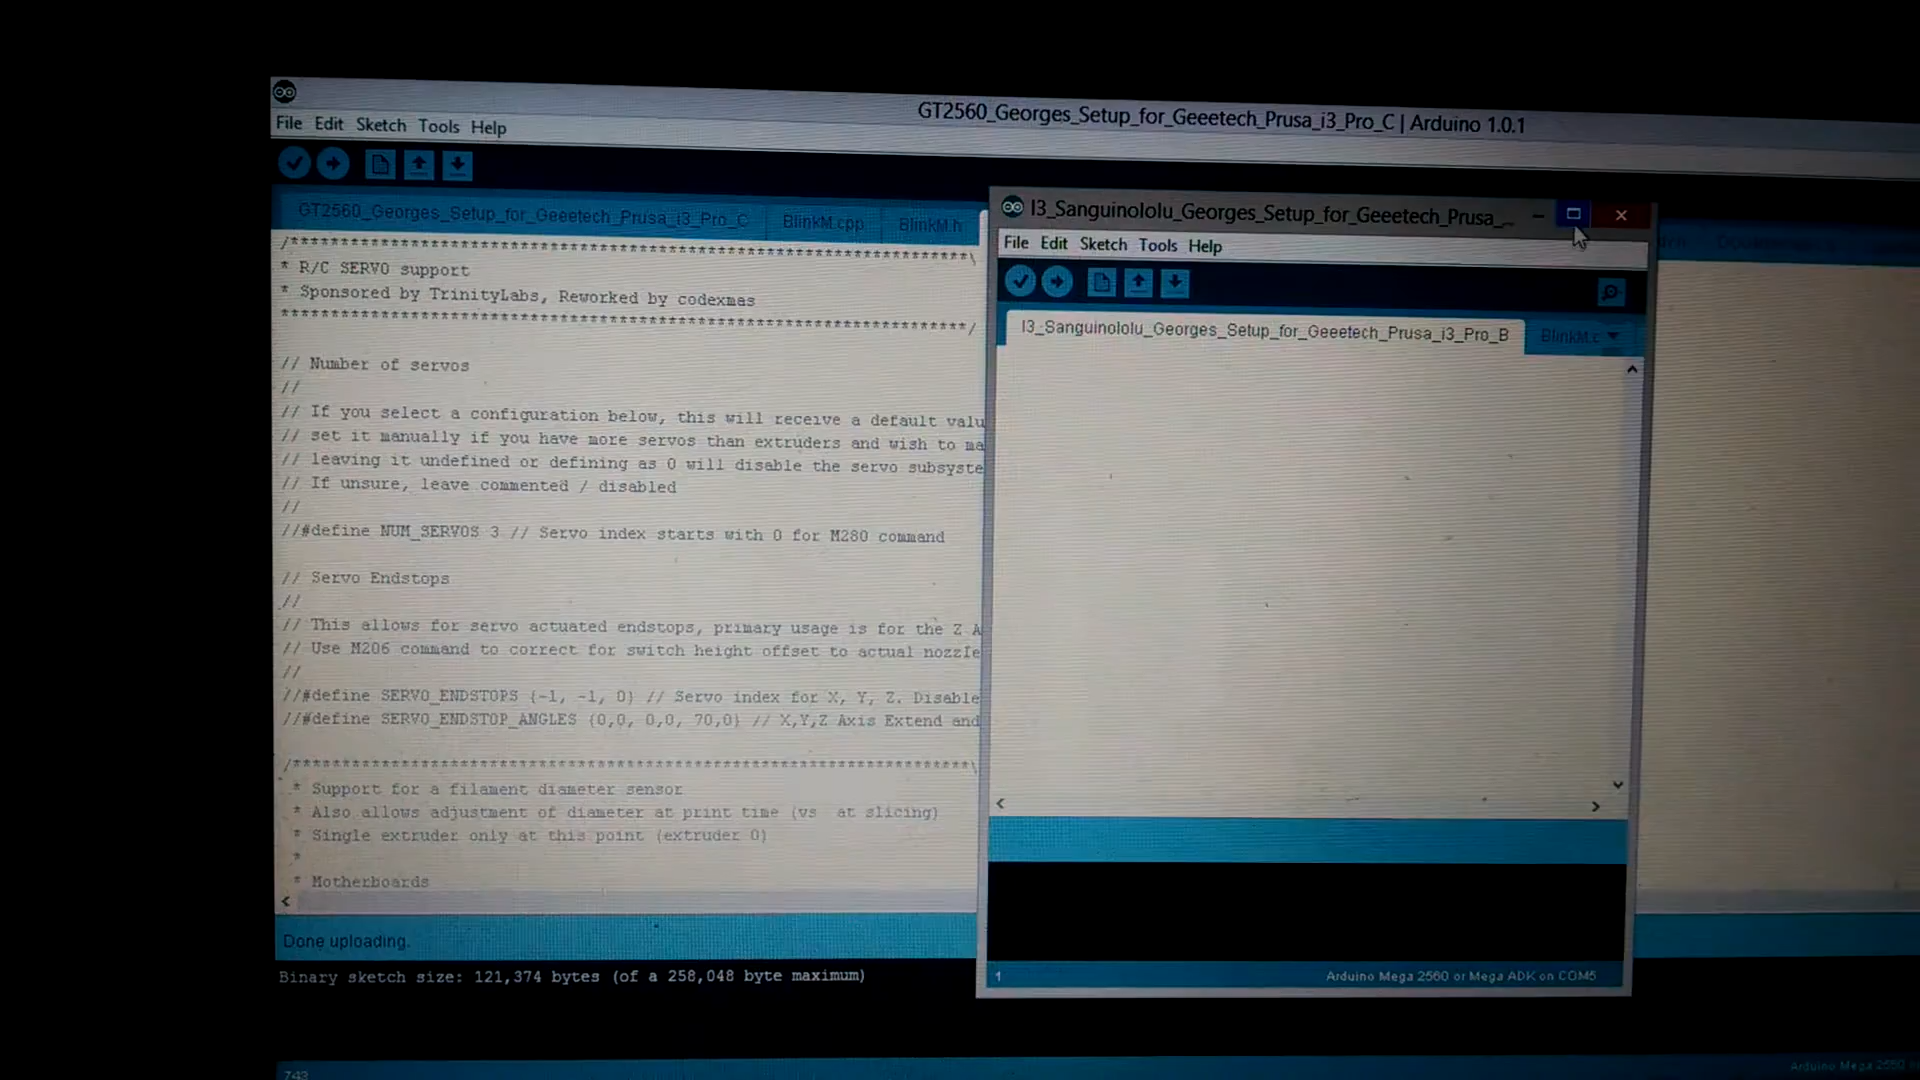 GT2560_Georges_Setup_for_Geeetech_Prusa_i3_Pro_C | Arduino 1.0.1
File Edit Sketch Tools Help
GT2560_Georges_Setup_for_Geeetech_Prusa_i3_Pro_C BlinkM.cpp BlinkM.h
/**********************************************************************\
* R/C SERVO support
* Sponsored by TrinityLabs, Reworked by codexmas
**********************************************************************/
// Number of servos
//
// If you select a configuration below, this will receive a default valu
// set it manually if you have more servos than extruders and wish to ma
// leaving it undefined or defining as 0 will disable the servo subsyste
// If unsure, leave commented / disabled
//
//#define NUM_SERVOS 3 // Servo index starts with 0 for M280 command
// Servo Endstops
//
// This allows for servo actuated endstops, primary usage is for the Z A
// Use M206 command to correct for switch height offset to actual nozzle
//
//#define SERVO_ENDSTOPS {-1, -1, 0} // Servo index for X, Y, Z. Disable
//#define SERVO_ENDSTOP_ANGLES {0,0, 0,0, 70,0} // X,Y,Z Axis Extend and
/**********************************************************************\
* Support for a filament diameter sensor
* Also allows adjustment of diameter at print time (vs at slicing)
* Single extruder only at this point (extruder 0)
*
* Motherboards
Done uploading.
Binary sketch size: 121,374 bytes (of a 258,048 byte maximum)
743
Arduino Mega 2560
I3_Sanguinololu_Georges_Setup_for_Geeetech_Prusa_...
File Edit Sketch Tools Help
I3_Sanguinololu_Georges_Setup_for_Geeetech_Prusa_i3_Pro_B BlinkM.c
1
Arduino Mega 2560 or Mega ADK on COM5